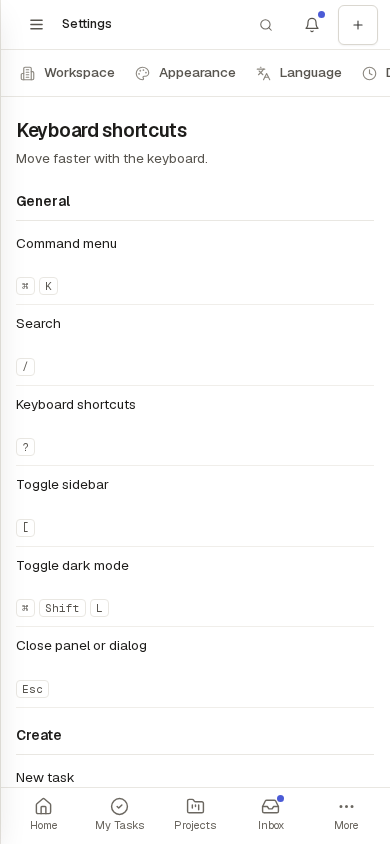 Settings
Workspace Appearance Language D
Keyboard shortcuts
Move faster with the keyboard.
General
Command menu
⌘ K
Search
/
Keyboard shortcuts
?
Toggle sidebar
[
Toggle dark mode
⌘ Shift L
Close panel or dialog
Esc
Create
New task
Home My Tasks Projects Inbox More